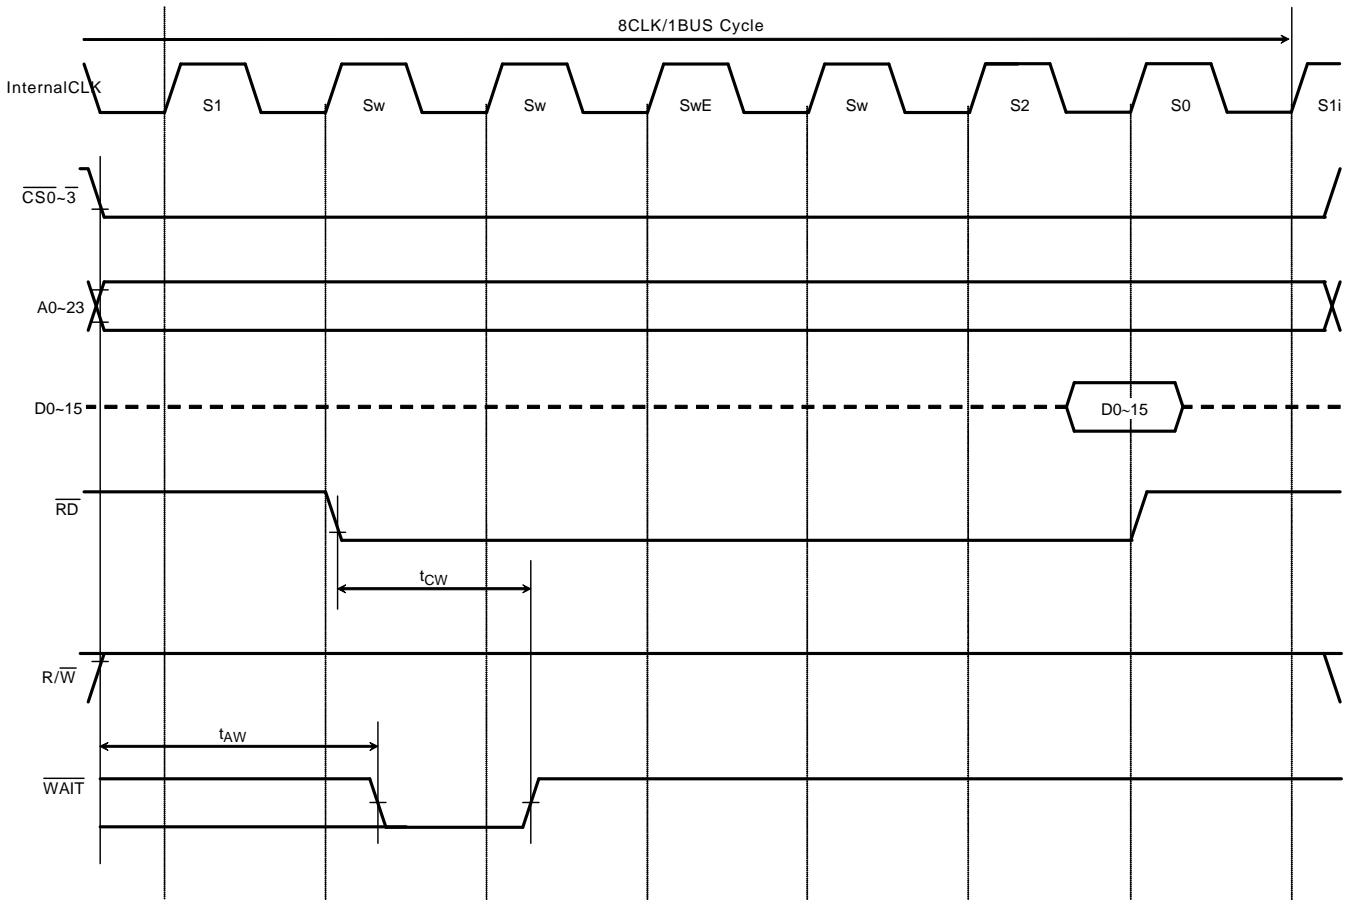 8CLK/1BUS Cycle
InternalCLK
S1 Sw Sw SwE Sw S2 S0 S1i
CS0~3
A0~23
D0~15 D0~15
RD
tCW
R/W
tAW
WAIT